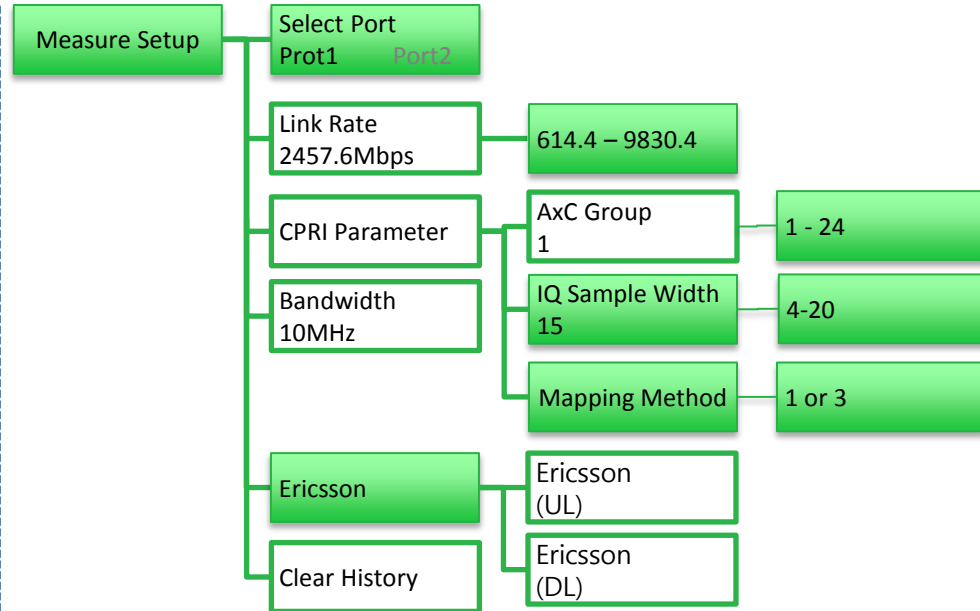 Measure Setup
Select Port
Prot1 Port2
Link Rate
2457.6Mbps
614.4 – 9830.4
CPRI Parameter
AxC Group
1
1 - 24
IQ Sample Width
15
4-20
Mapping Method
1 or 3
Bandwidth
10MHz
Ericsson
Ericsson
(UL)
Ericsson
(DL)
Clear History